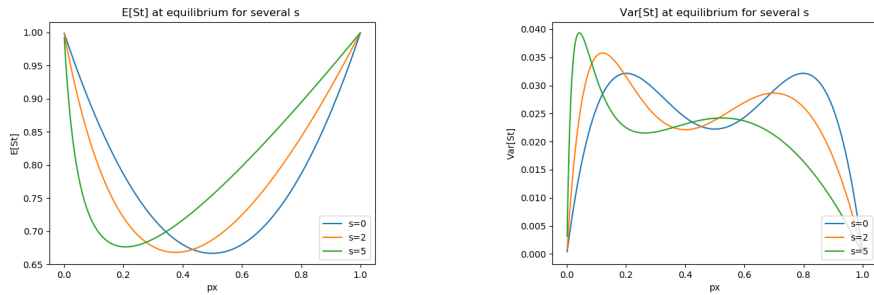 E[St] at equilibrium for several s
1.00
0.95
0.90
0.85
0.80
0.75
0.70
0.65
E[St]
0.0
0.2
0.4
0.6
0.8
1.0
px
s=0
s=2
s=5
Var[St] at equilibrium for several s
0.040
0.035
0.030
0.025
0.020
0.015
0.010
0.005
0.000
Var[St]
0.0
0.2
0.4
0.6
0.8
1.0
px
s=0
s=2
s=5